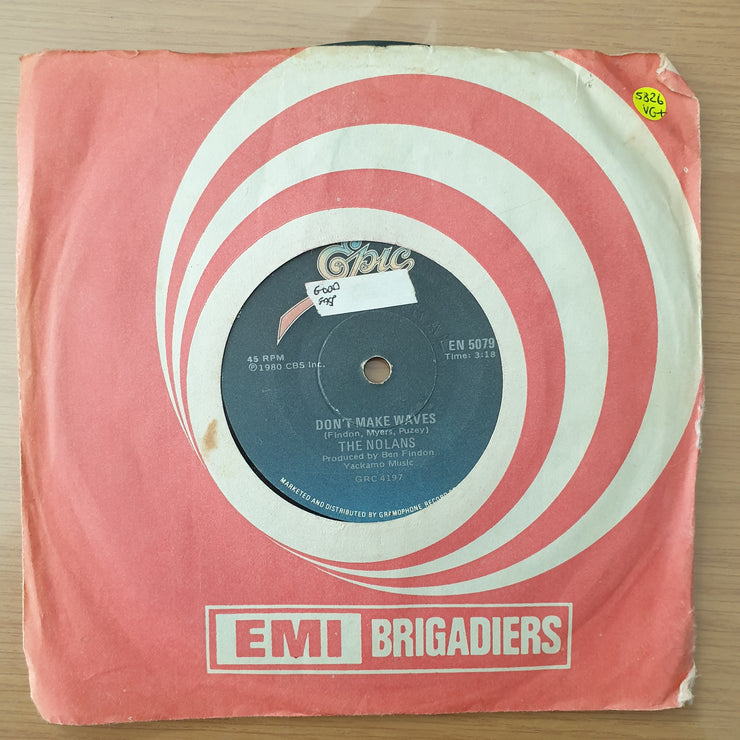 5326
VG+
Epic
GOOD
EN 5079
45 RPM
Time: 3:18
℗1980 CBS Inc.
DON'T MAKE WAVES
(Findon, Myers, Puzey)
THE NOLANS
Produced by Ben Findon
Yackamo Music
GRC 4197
MARKETED AND DISTRIBUTED BY GRAMOPHONE RECORD
EMI BRIGADIERS